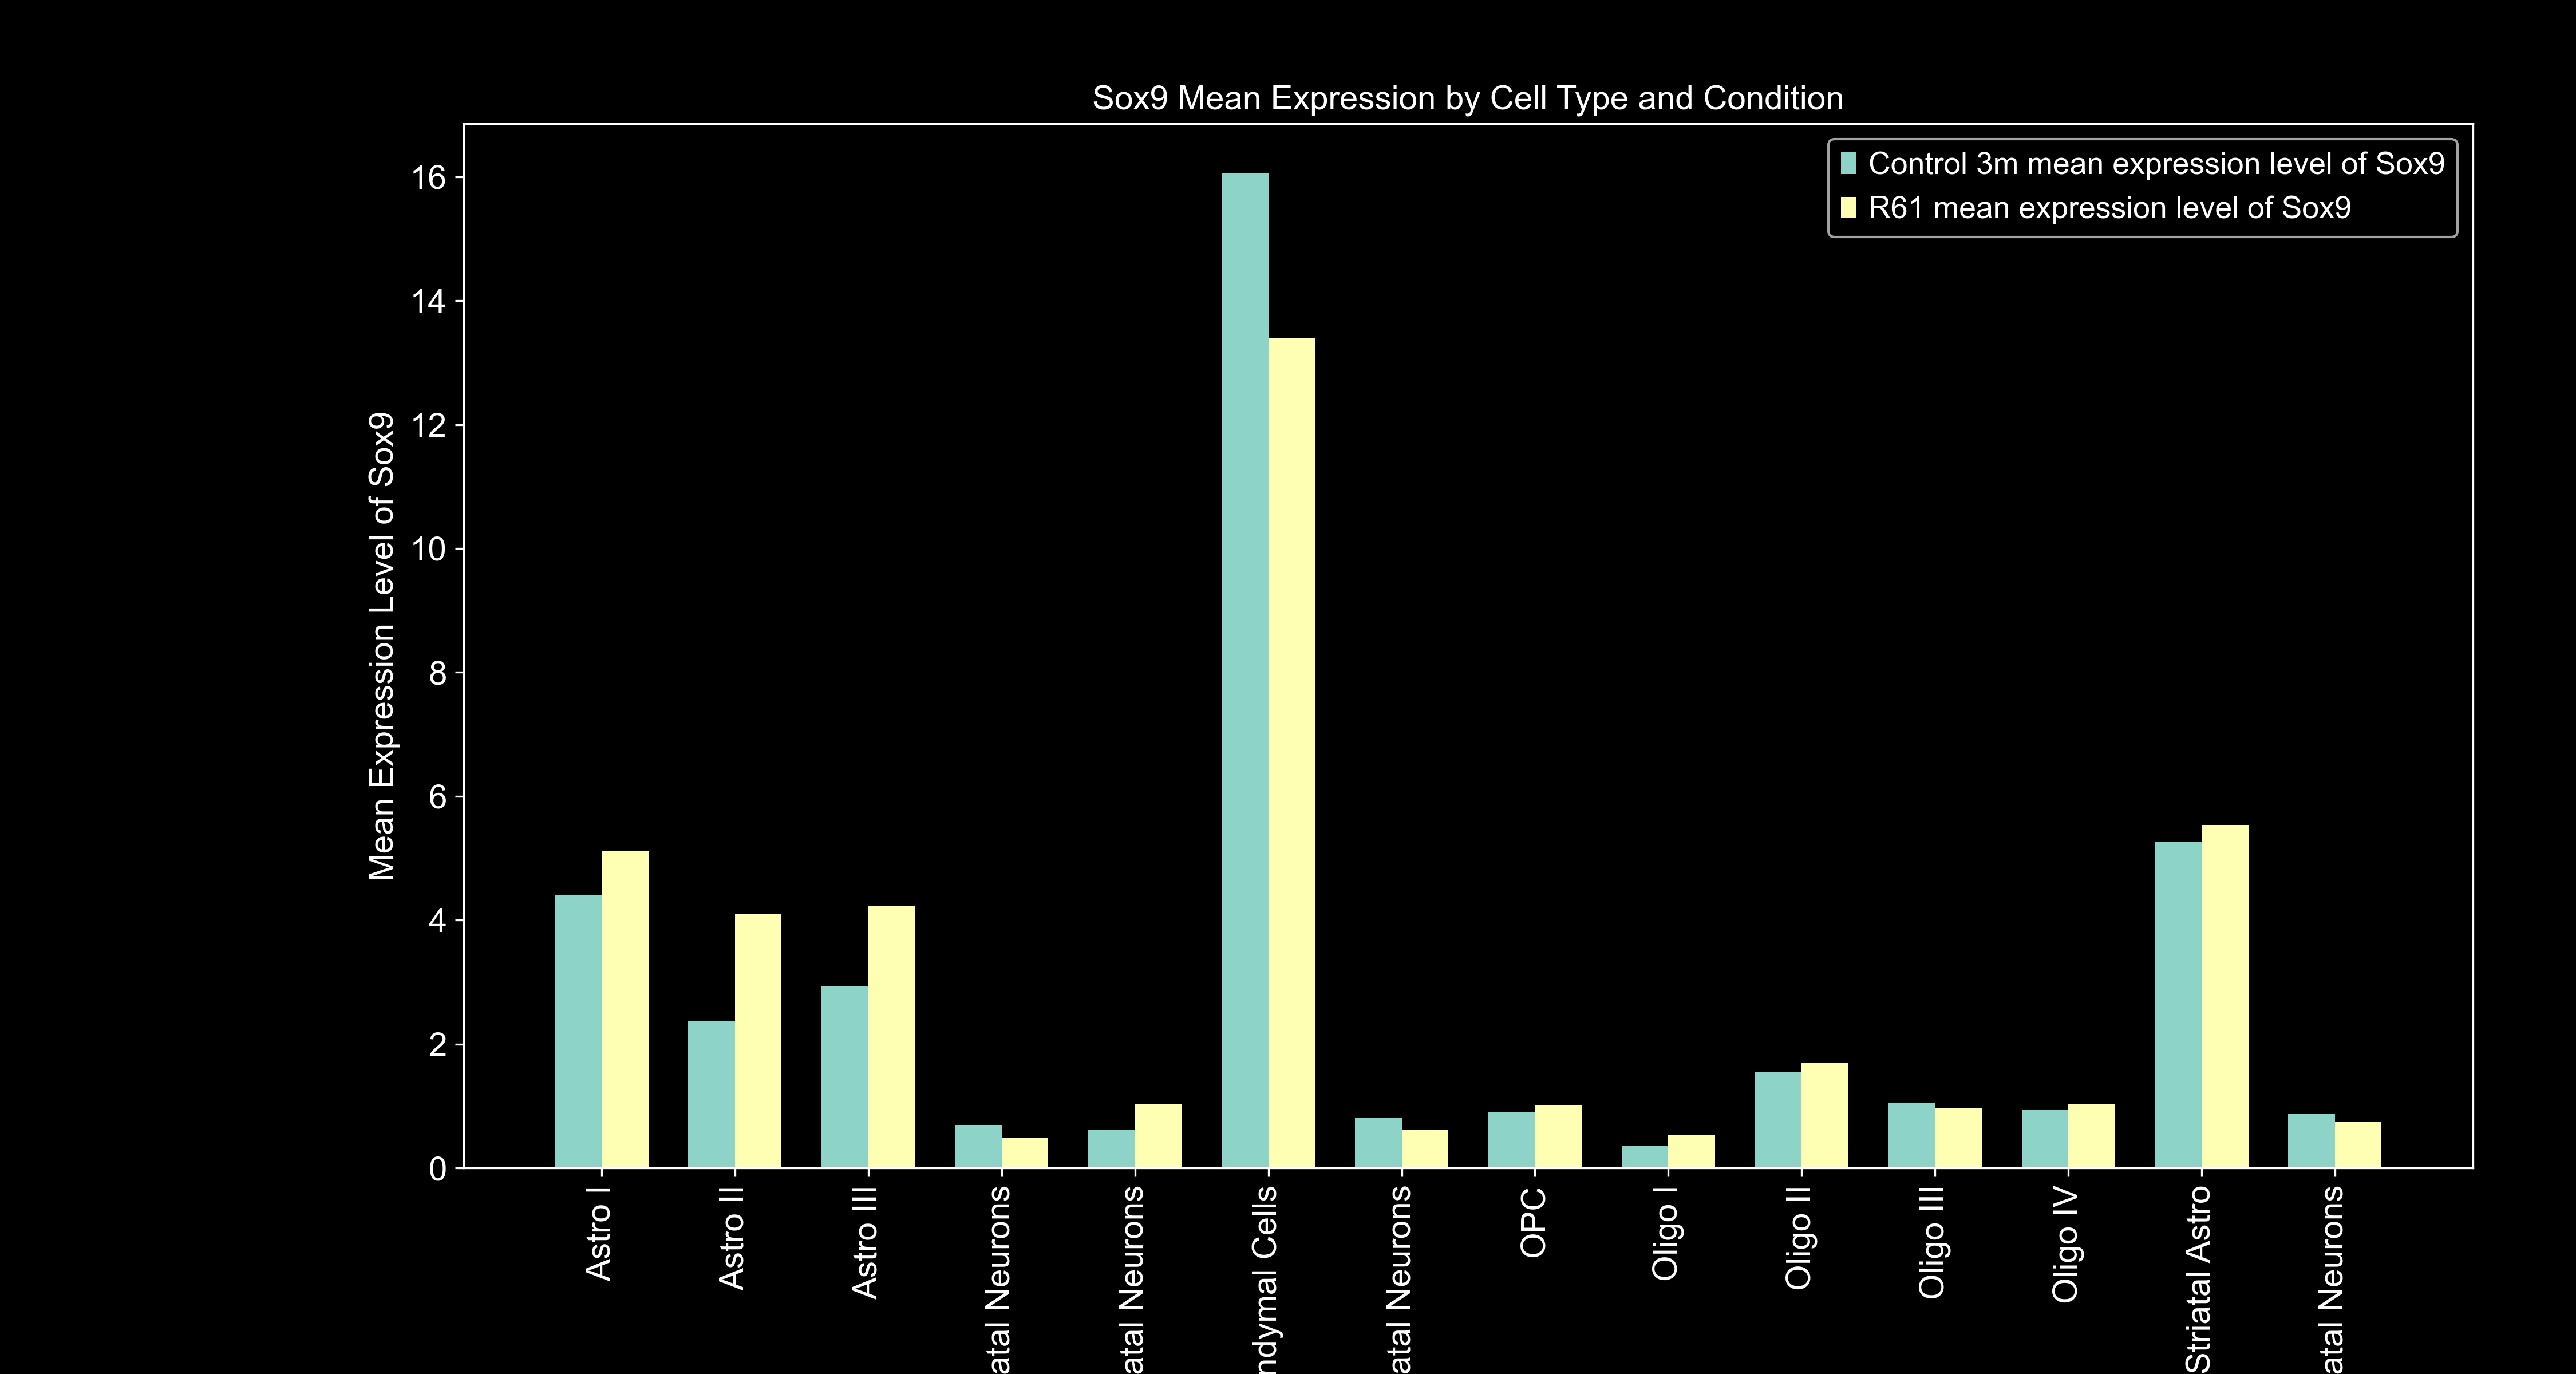 Sox9 Mean Expression by Cell Type and Condition
Control 3m mean expression level of Sox9
R61 mean expression level of Sox9
Mean Expression Level of Sox9
16
14
12
10
8
6
4
2
0
Astro I
Astro II
Astro III
atal Neurons
atal Neurons
ndymal Cells
atal Neurons
OPC
Oligo I
Oligo II
Oligo III
Oligo IV
Striatal Astro
atal Neurons